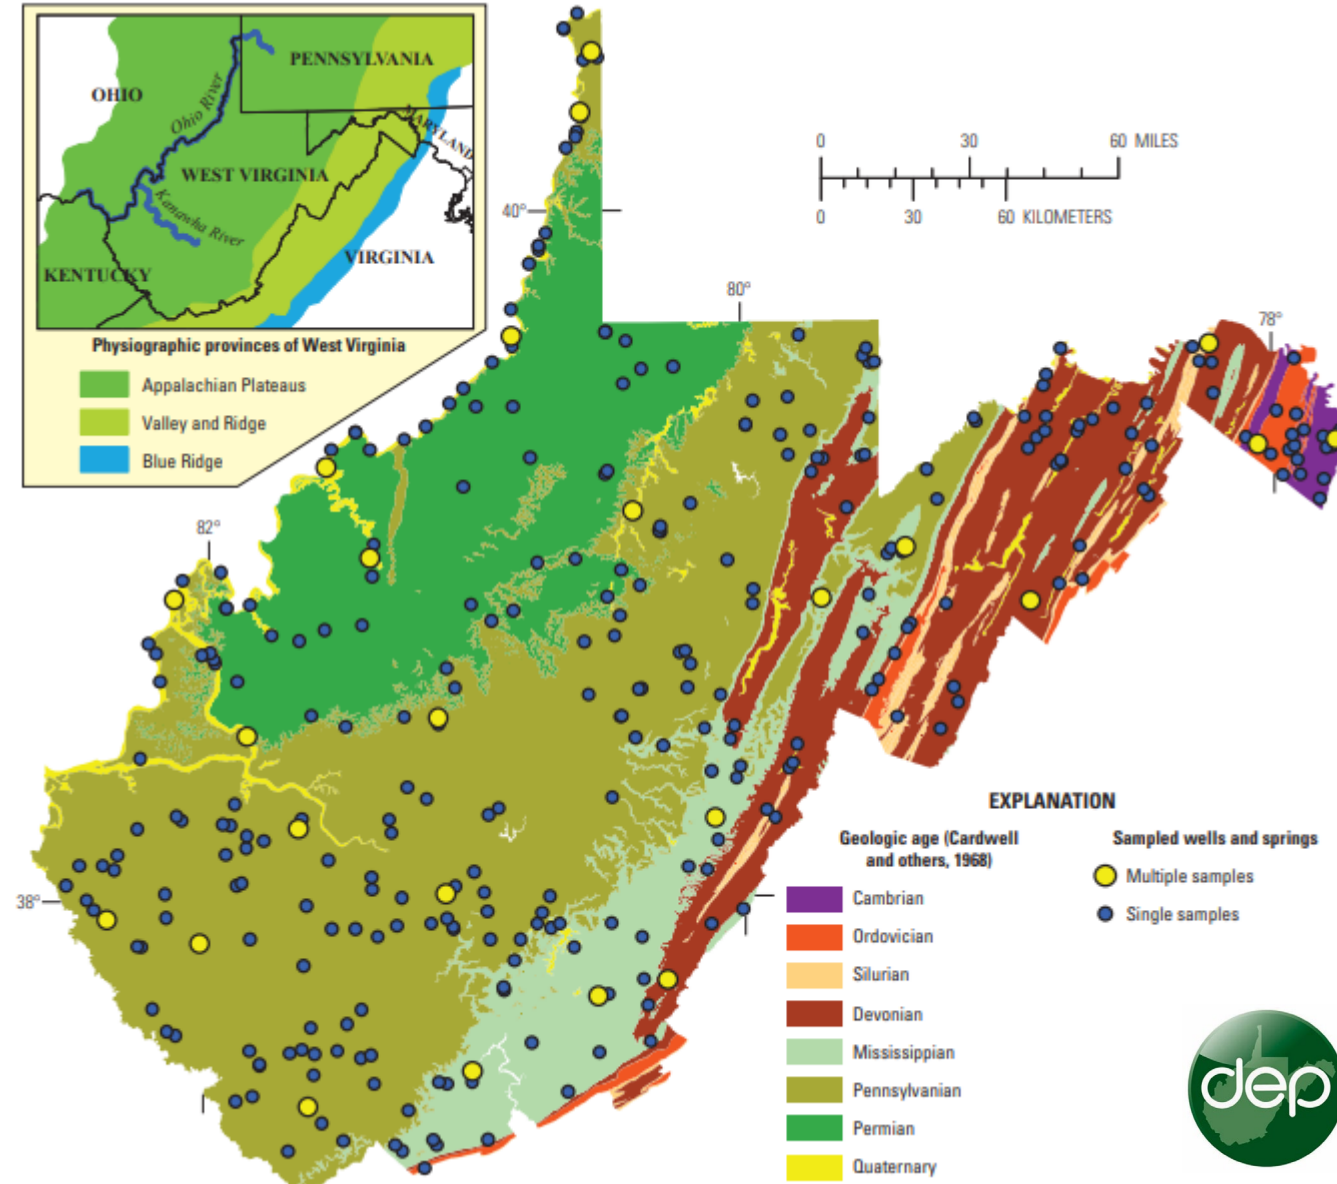 OHIO
PENNSYLVANIA
MARYLAND
Ohio River
WEST VIRGINIA
Kanawha River
VIRGINIA
KENTUCKY
Physiographic provinces of West Virginia
Appalachian Plateaus
Valley and Ridge
Blue Ridge
0 30 60 MILES
0 30 60 KILOMETERS
40°
80°
78°
82°
38°
EXPLANATION
Geologic age (Cardwell
and others, 1968)
Cambrian
Ordovician
Silurian
Devonian
Mississippian
Pennsylvanian
Permian
Quaternary
Sampled wells and springs
Multiple samples
Single samples
dep